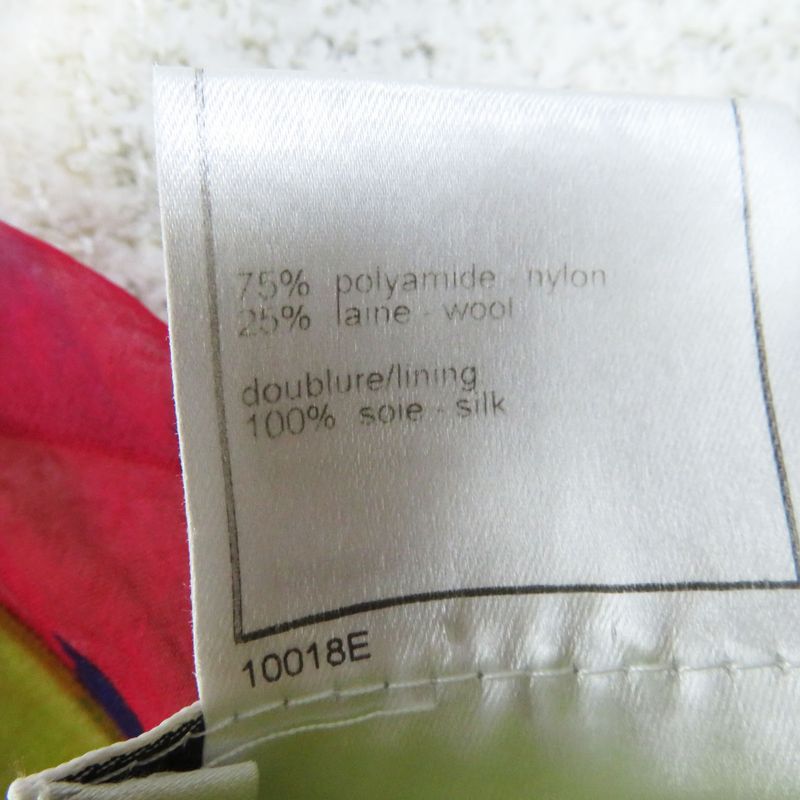 75% polyamide - nylon
25% laine - wool
doublure/lining
100% soie - silk
10018E